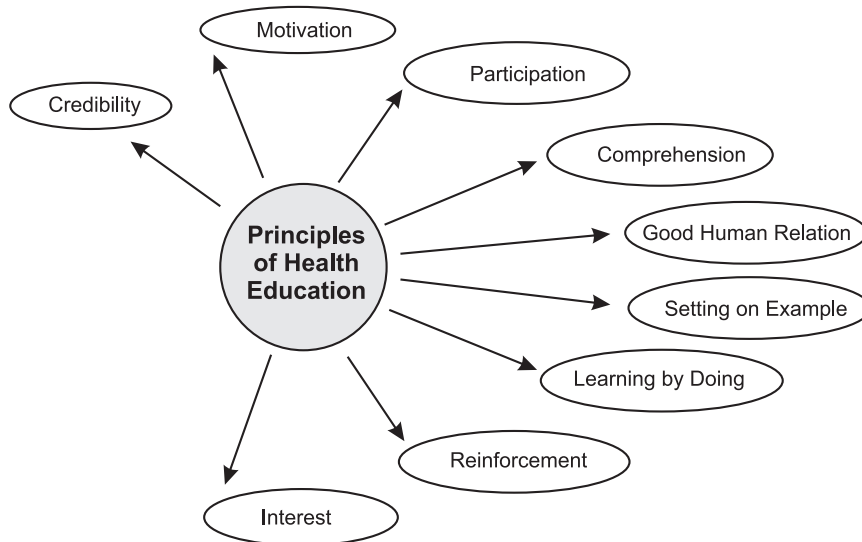 Motivation
Participation
Credibility
Comprehension
Principles
of Health
Education
Good Human Relation
Setting on Example
Learning by Doing
Reinforcement
Interest